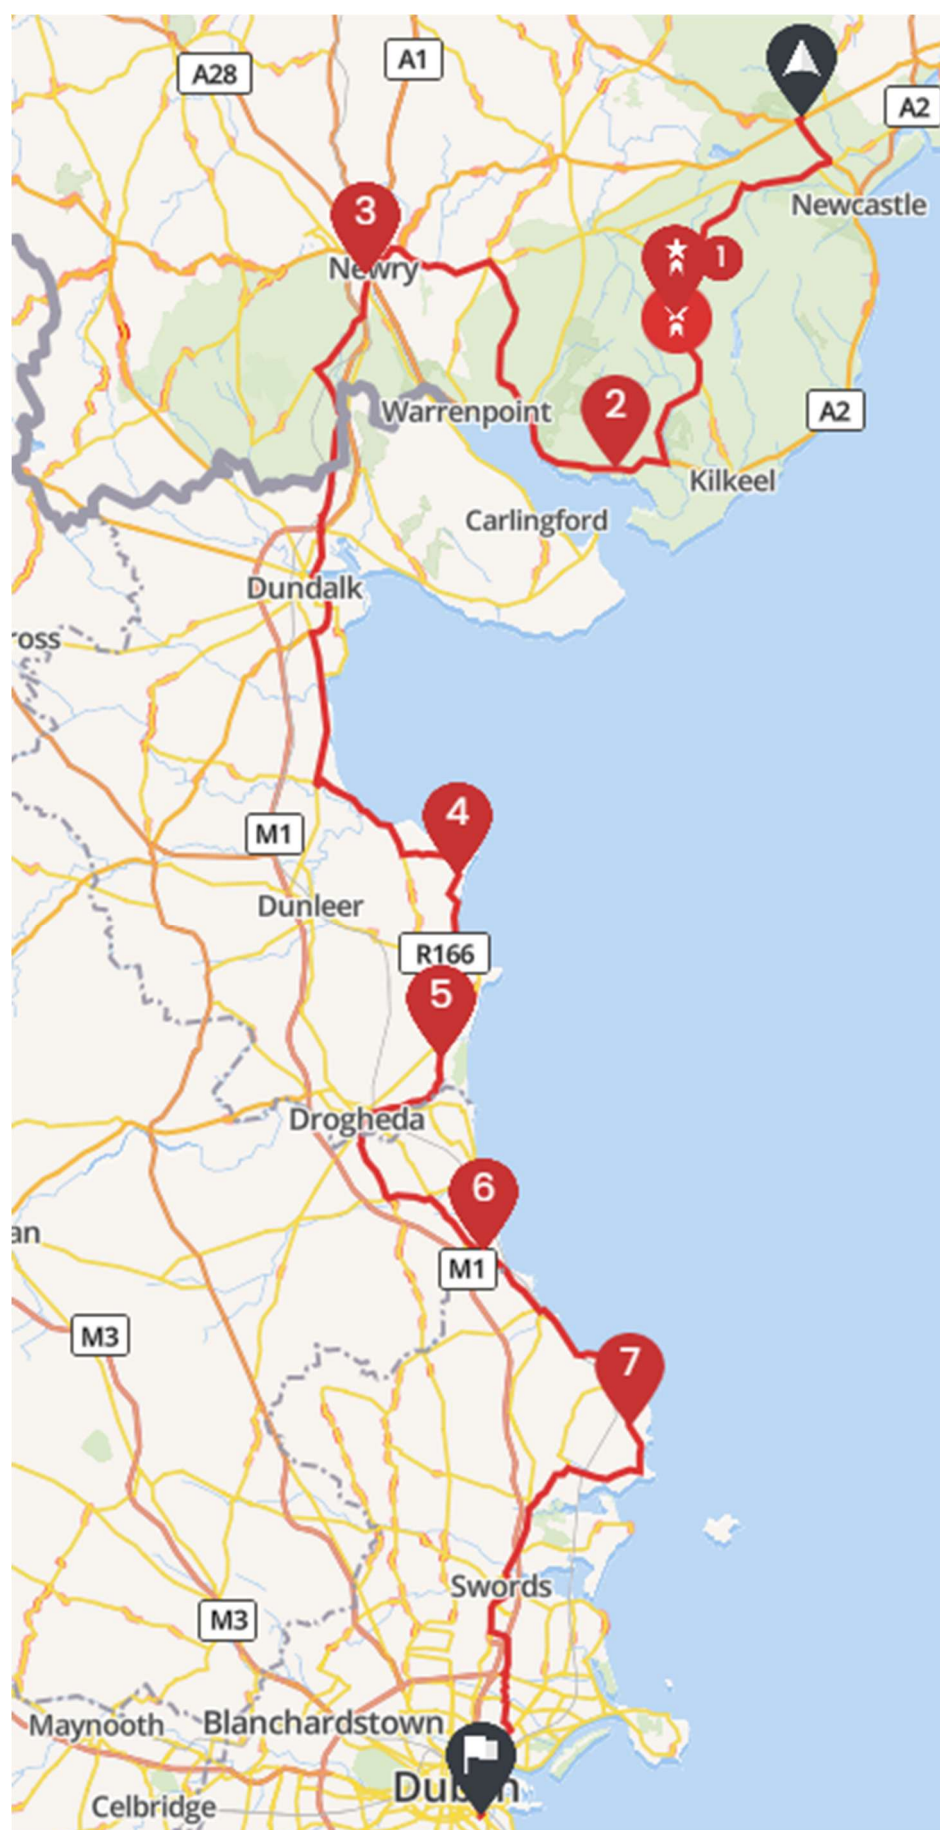 A1
A28
A2
Newcastle
3
Newry
1
A2
2
Warrenpoint
Kilkeel
Carlingford
Dundalk
ross
4
M1
Dunleer
R166
5
Drogheda
6
an
M1
M3
7
Swords
M3
Maynooth
Blanchardstown
Dublin
Celbridge